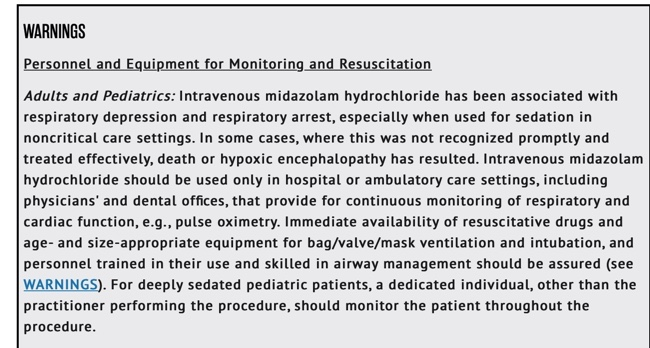 WARNINGS
Personnel and Equipment for Monitoring and Resuscitation
Adults and Pediatrics: Intravenous midazolam hydrochloride has been associated with
respiratory depression and respiratory arrest, especially when used for sedation in
noncritical care settings. In some cases, where this was not recognized promptly and
treated effectively, death or hypoxic encephalopathy has resulted. Intravenous midazolam
hydrochloride should be used only in hospital or ambulatory care settings, including
physicians' and dental offices, that provide for continuous monitoring of respiratory and
cardiac function, e.g., pulse oximetry. Immediate availability of resuscitative drugs and
age- and size-appropriate equipment for bag/valve/mask ventilation and intubation, and
personnel trained in their use and skilled in airway management should be assured (see
WARNINGS). For deeply sedated pediatric patients, a dedicated individual, other than the
practitioner performing the procedure, should monitor the patient throughout the
procedure.